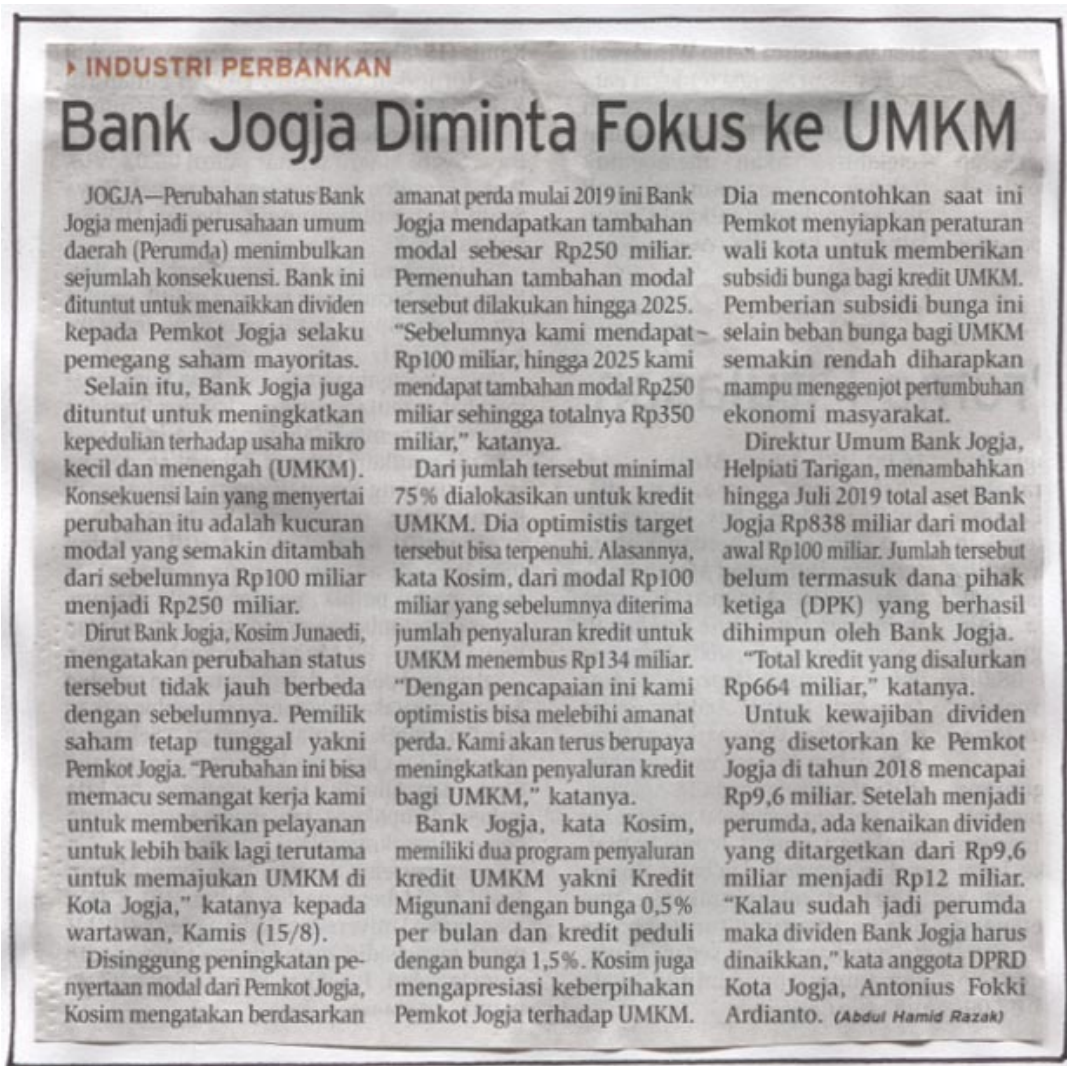 INDUSTRI PERBANKAN
Bank Jogja Diminta Fokus ke UMKM
JOGJA—Perubahan status Bank
Jogja menjadi perusahaan umum
daerah (Perumda) menimbulkan
sejumlah konsekuensi. Bank ini
dituntut untuk menaikkan dividen
kepada Pemkot Jogja selaku
pemegang saham mayoritas.
Selain itu, Bank Jogja juga
dituntut untuk meningkatkan
kepedulian terhadap usaha mikro
kecil dan menengah (UMKM).
Konsekuensi lain yang menyertai
perubahan itu adalah kucuran
modal yang semakin ditambah
dari sebelumnya Rp100 miliar
menjadi Rp250 miliar.
Dirut Bank Jogja, Kosim Junaedi,
mengatakan perubahan status
tersebut tidak jauh berbeda
dengan sebelumnya. Pemilik
saham tetap tunggal yakni
Pemkot Jogja. “Perubahan ini bisa
memacu semangat kerja kami
untuk memberikan pelayanan
untuk lebih baik lagi terutama
untuk memajukan UMKM di
Kota Jogja,” katanya kepada
wartawan, Kamis (15/8).
Disinggung peningkatan pe-
nyertaan modal dari Pemkot Jogja,
Kosim mengatakan berdasarkan
amanat perda mulai 2019 ini Bank
Jogja mendapatkan tambahan
modal sebesar Rp250 miliar.
Pemenuhan tambahan modal
tersebut dilakukan hingga 2025.
“Sebelumnya kami mendapat
Rp100 miliar, hingga 2025 kami
mendapat tambahan modal Rp250
miliar sehingga totalnya Rp350
miliar,” katanya.
Dari jumlah tersebut minimal
75% dialokasikan untuk kredit
UMKM. Dia optimistis target
tersebut bisa terpenuhi. Alasannya,
kata Kosim, dari modal Rp100
miliar yang sebelumnya diterima
jumlah penyaluran kredit untuk
UMKM menembus Rp134 miliar.
“Dengan pencapaian ini kami
optimistis bisa melebihi amanat
perda. Kami akan terus berupaya
meningkatkan penyaluran kredit
bagi UMKM,” katanya.
Bank Jogja, kata Kosim,
memiliki dua program penyaluran
kredit UMKM yakni Kredit
Migunani dengan bunga 0,5%
per bulan dan kredit peduli
dengan bunga 1,5%. Kosim juga
mengapresiasi keberpihakan
Pemkot Jogja terhadap UMKM.
Dia mencontohkan saat ini
Pemkot menyiapkan peraturan
wali kota untuk memberikan
subsidi bunga bagi kredit UMKM.
Pemberian subsidi bunga ini
selain beban bunga bagi UMKM
semakin rendah diharapkan
mampu menggenjot pertumbuhan
ekonomi masyarakat.
Direktur Umum Bank Jogja,
Helpiati Tarigan, menambahkan
hingga Juli 2019 total aset Bank
Jogja Rp838 miliar dari modal
awal Rp100 miliar. Jumlah tersebut
belum termasuk dana pihak
ketiga (DPK) yang berhasil
dihimpun oleh Bank Jogja.
“Total kredit yang disalurkan
Rp664 miliar,” katanya.
Untuk kewajiban dividen
yang disetorkan ke Pemkot
Jogja di tahun 2018 mencapai
Rp9,6 miliar. Setelah menjadi
perumda, ada kenaikan dividen
yang ditargetkan dari Rp9,6
miliar menjadi Rp12 miliar.
“Kalau sudah jadi perumda
maka dividen Bank Jogja harus
dinaikkan,” kata anggota DPRD
Kota Jogja, Antonius Fokki
Ardianto. (Abdul Hamid Razak)